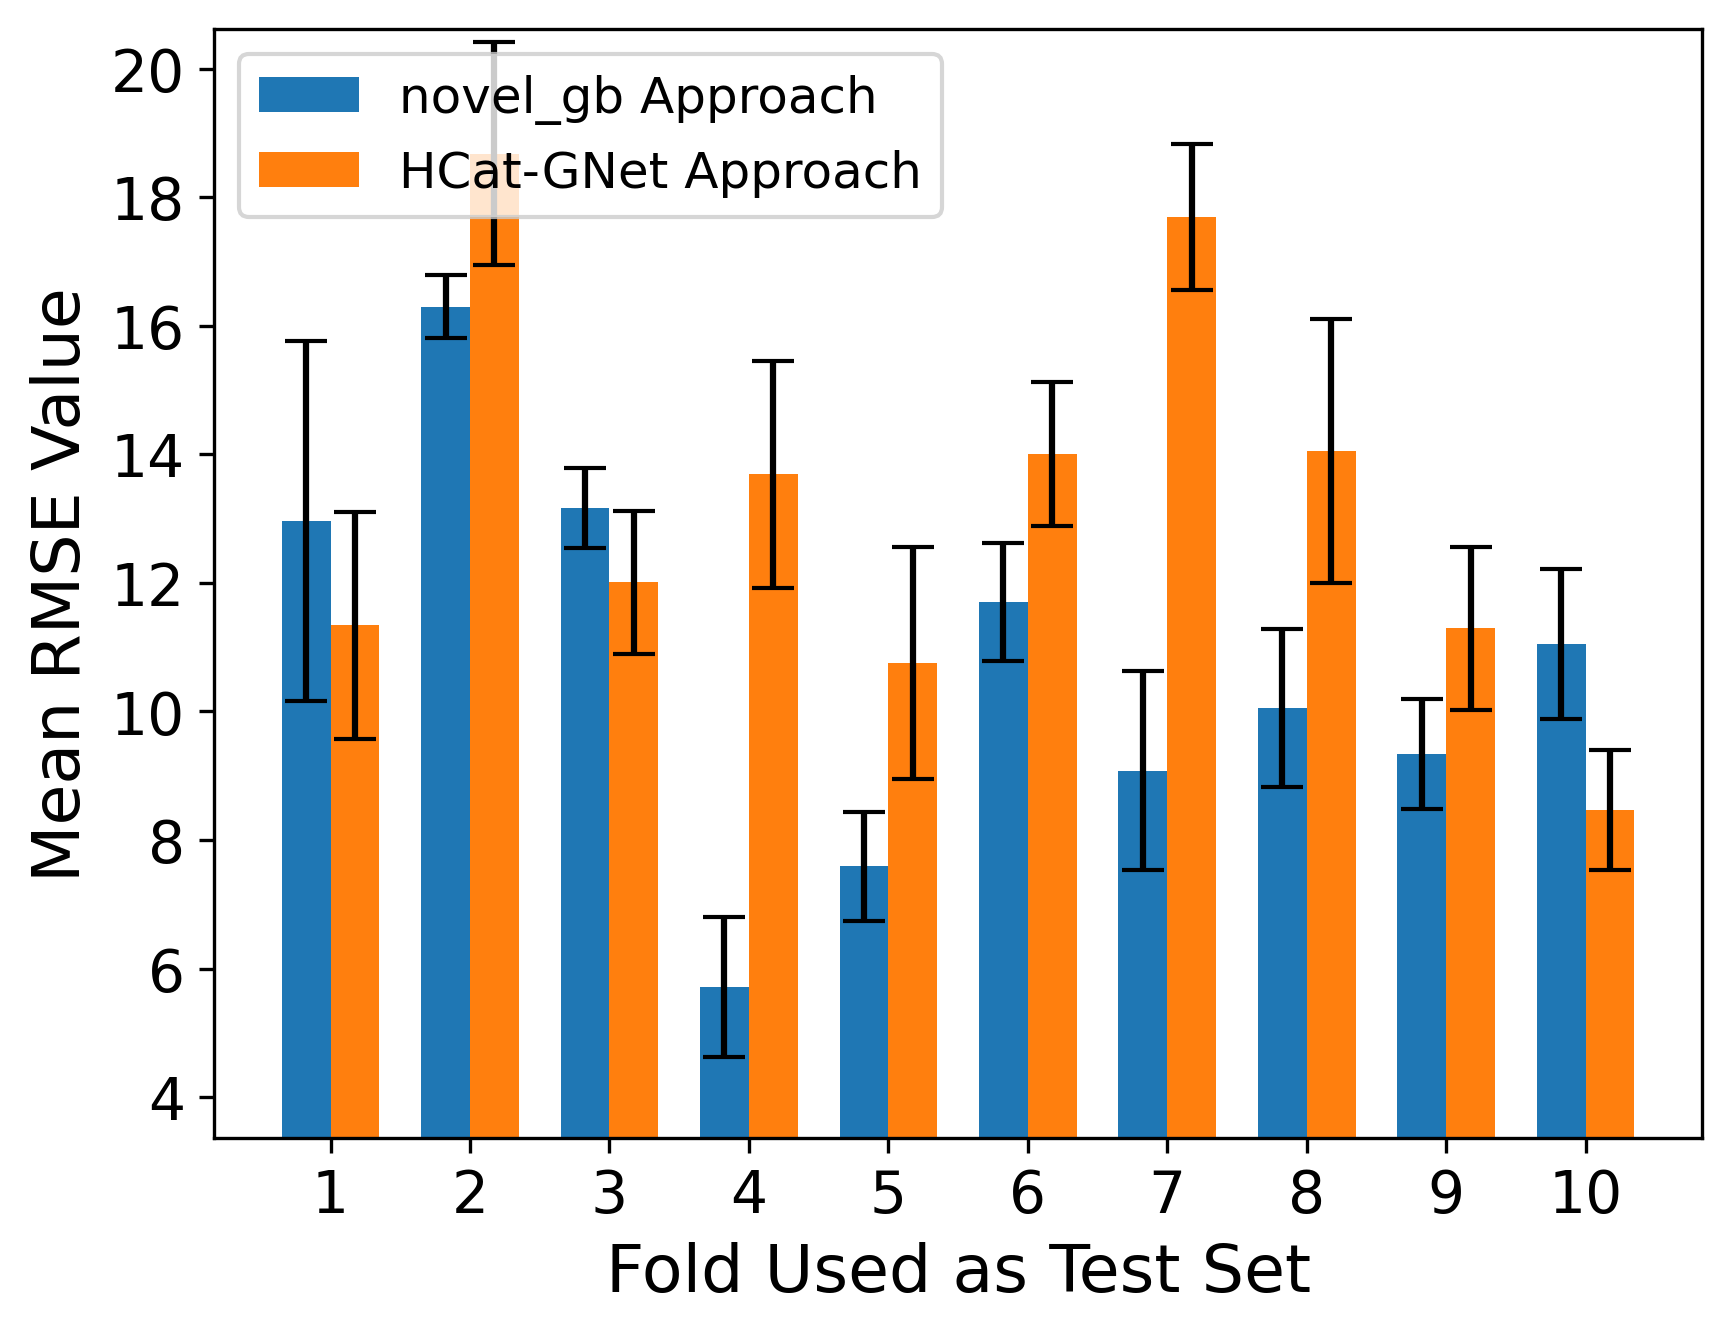 novel_gb Approach
HCat-GNet Approach
Mean RMSE Value
20
18
16
14
12
10
8
6
4
1 2 3 4 5 6 7 8 9 10
Fold Used as Test Set